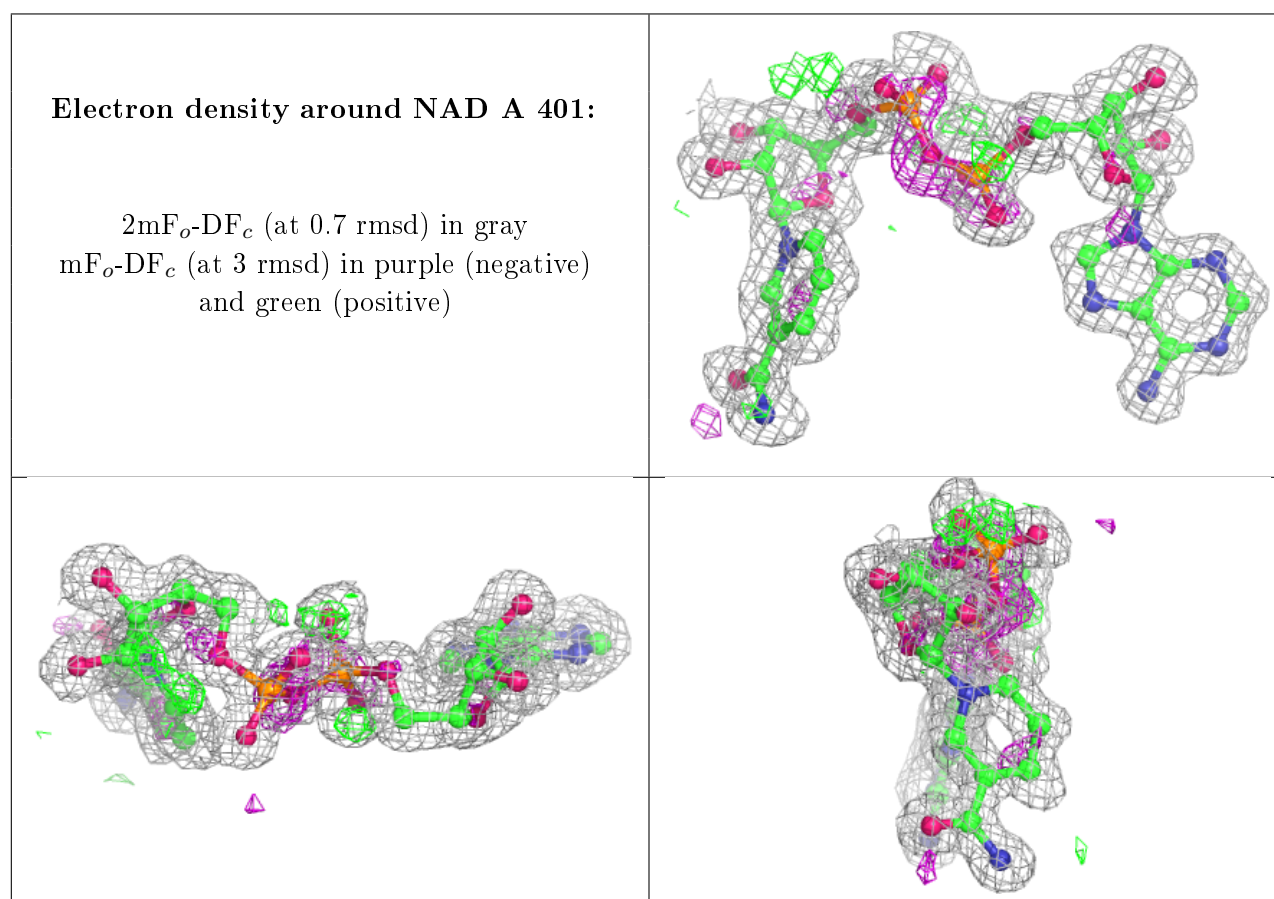 Electron density around NAD A 401:
2mFo-DFc (at 0.7 rmsd) in gray
mFo-DFc (at 3 rmsd) in purple (negative)
and green (positive)